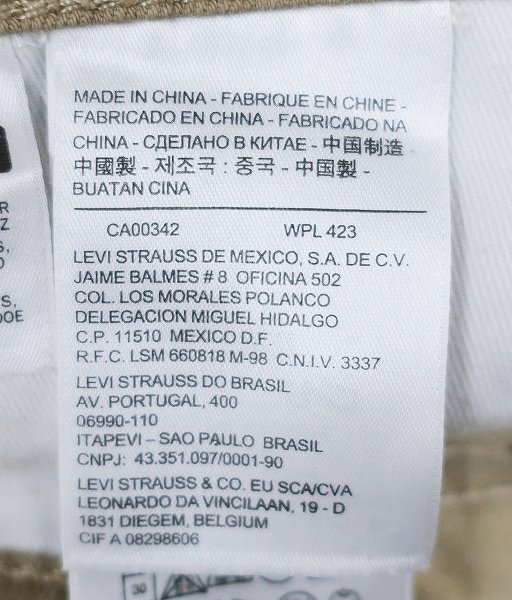 MADE IN CHINA - FABRIQUE EN CHINE -
FABRICADO EN CHINA - FABRICADO NA
CHINA - СДЕЛАНО В КИТАЕ - 中国制造 -
中國製 - 제조국 : 중국 - 中国製 -
BUATAN CINA
CA00342 WPL 423
LEVI STRAUSS DE MEXICO, S.A. DE C.V.
JAIME BALMES # 8 OFICINA 502
COL. LOS MORALES POLANCO
DELEGACION MIGUEL HIDALGO
C.P. 11510 MEXICO D.F.
R.F.C. LSM 660818 M-98 C.N.I.V. 3337
LEVI STRAUSS DO BRASIL
AV. PORTUGAL, 400
06990-110
ITAPEVI – SAO PAULO BRASIL
CNPJ: 43.351.097/0001-90
LEVI STRAUSS & CO. EU SCA/CVA
LEONARDO DA VINCILAAN, 19 - D
1831 DIEGEM, BELGIUM
CIF A 08298606
30